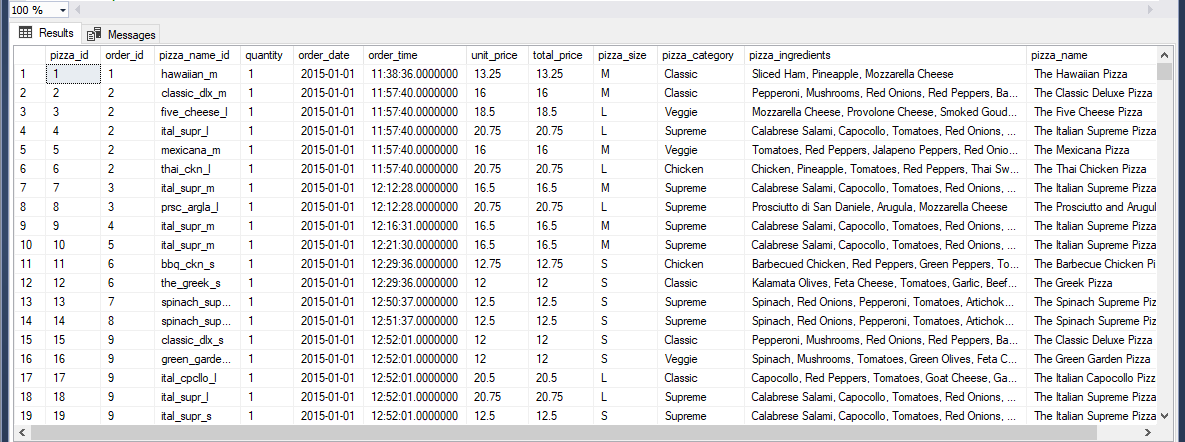 100 %
Results Messages
pizza_id order_id pizza_name_id quantity order_date order_time unit_price total_price pizza_size pizza_category pizza_ingredients pizza_name
1 1 1 hawaiian_m 1 2015-01-01 11:38:36.0000000 13.25 13.25 M Classic Sliced Ham, Pineapple, Mozzarella Cheese The Hawaiian Pizza
2 2 2 classic_dlx_m 1 2015-01-01 11:57:40.0000000 16 16 M Classic Pepperoni, Mushrooms, Red Onions, Red Peppers, Ba... The Classic Deluxe Pizza
3 3 2 five_cheese_l 1 2015-01-01 11:57:40.0000000 18.5 18.5 L Veggie Mozzarella Cheese, Provolone Cheese, Smoked Goud... The Five Cheese Pizza
4 4 2 ital_supr_l 1 2015-01-01 11:57:40.0000000 20.75 20.75 L Supreme Calabrese Salami, Capocollo, Tomatoes, Red Onions, ... The Italian Supreme Pizza
5 5 2 mexicana_m 1 2015-01-01 11:57:40.0000000 16 16 M Veggie Tomatoes, Red Peppers, Jalapeno Peppers, Red Onio... The Mexicana Pizza
6 6 2 thai_ckn_l 1 2015-01-01 11:57:40.0000000 20.75 20.75 L Chicken Chicken, Pineapple, Tomatoes, Red Peppers, Thai Sw... The Thai Chicken Pizza
7 7 3 ital_supr_m 1 2015-01-01 12:12:28.0000000 16.5 16.5 M Supreme Calabrese Salami, Capocollo, Tomatoes, Red Onions, ... The Italian Supreme Pizza
8 8 3 prsc_argla_l 1 2015-01-01 12:12:28.0000000 20.75 20.75 L Supreme Prosciutto di San Daniele, Arugula, Mozzarella Cheese The Prosciutto and Arugul
9 9 4 ital_supr_m 1 2015-01-01 12:16:31.0000000 16.5 16.5 M Supreme Calabrese Salami, Capocollo, Tomatoes, Red Onions, ... The Italian Supreme Pizza
10 10 5 ital_supr_m 1 2015-01-01 12:21:30.0000000 16.5 16.5 M Supreme Calabrese Salami, Capocollo, Tomatoes, Red Onions, ... The Italian Supreme Pizza
11 11 6 bbq_ckn_s 1 2015-01-01 12:29:36.0000000 12.75 12.75 S Chicken Barbecued Chicken, Red Peppers, Green Peppers, To... The Barbecue Chicken Pi
12 12 6 the_greek_s 1 2015-01-01 12:29:36.0000000 12 12 S Classic Kalamata Olives, Feta Cheese, Tomatoes, Garlic, Beef... The Greek Pizza
13 13 7 spinach_sup... 1 2015-01-01 12:50:37.0000000 12.5 12.5 S Supreme Spinach, Red Onions, Pepperoni, Tomatoes, Artichok... The Spinach Supreme Piz
14 14 8 spinach_sup... 1 2015-01-01 12:51:37.0000000 12.5 12.5 S Supreme Spinach, Red Onions, Pepperoni, Tomatoes, Artichok... The Spinach Supreme Piz
15 15 9 classic_dlx_s 1 2015-01-01 12:52:01.0000000 12 12 S Classic Pepperoni, Mushrooms, Red Onions, Red Peppers, Ba... The Classic Deluxe Pizza
16 16 9 green_garde... 1 2015-01-01 12:52:01.0000000 12 12 S Veggie Spinach, Mushrooms, Tomatoes, Green Olives, Feta C... The Green Garden Pizza
17 17 9 ital_cpcllo_l 1 2015-01-01 12:52:01.0000000 20.5 20.5 L Classic Capocollo, Red Peppers, Tomatoes, Goat Cheese, Ga... The Italian Capocollo Pizz
18 18 9 ital_supr_l 1 2015-01-01 12:52:01.0000000 20.75 20.75 L Supreme Calabrese Salami, Capocollo, Tomatoes, Red Onions, ... The Italian Supreme Pizza
19 19 9 ital_supr_s 1 2015-01-01 12:52:01.0000000 12.5 12.5 S Supreme Calabrese Salami, Capocollo, Tomatoes, Red Onions, ... The Italian Supreme Pizza